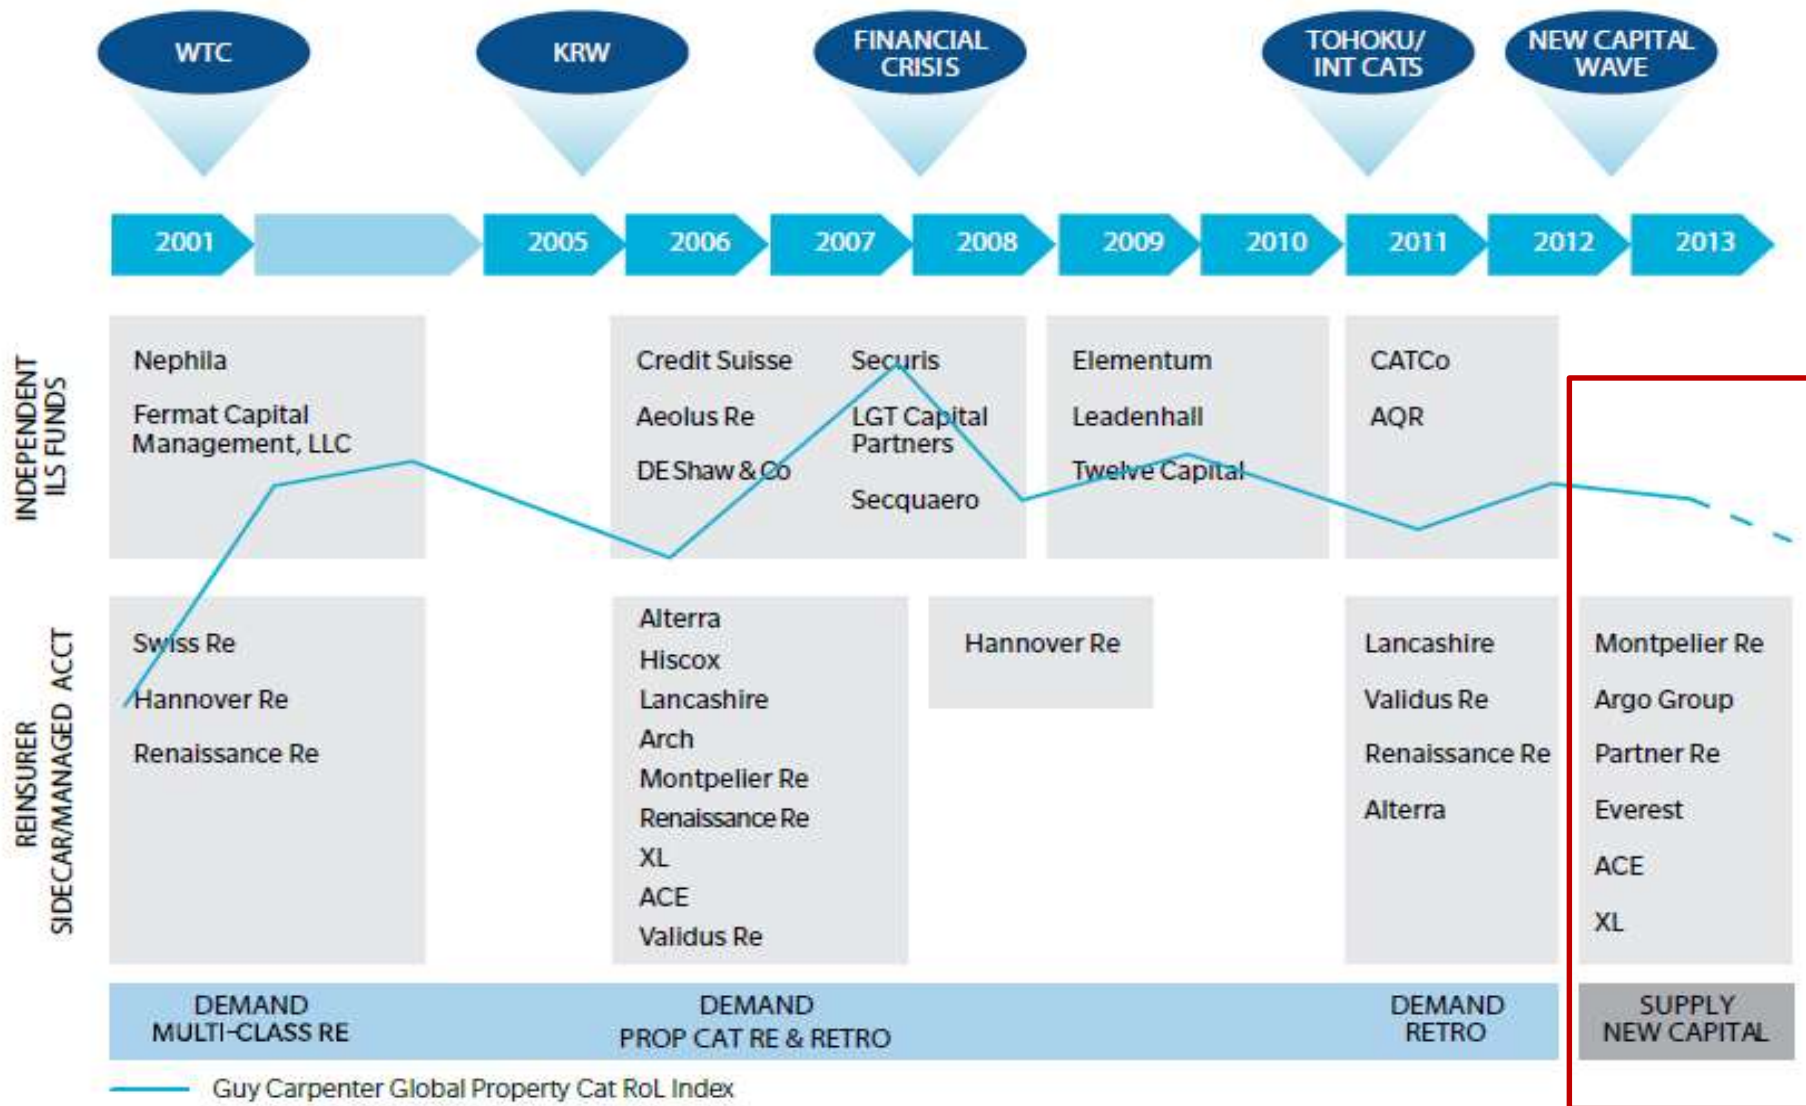 WTC
KRW
FINANCIAL
CRISIS
TOHOKU/
INT CATS
NEW CAPITAL
WAVE
2001
2005
2006
2007
2008
2009
2010
2011
2012
2013
INDEPENDENT
ILS FUNDS
Nephila
Fermat Capital
Management, LLC
Credit Suisse
Aeolus Re
DE Shaw & Co
Securis
LGT Capital
Partners
Secquaero
Elementum
Leadenhall
Twelve Capital
CATCo
AQR
REINSURER
SIDECAR/MANAGED ACCT
Swiss Re
Hannover Re
Renaissance Re
Alterra
Hiscox
Lancashire
Arch
Montpelier Re
Renaissance Re
XL
ACE
Validus Re
Hannover Re
Lancashire
Validus Re
Renaissance Re
Alterra
Montpelier Re
Argo Group
Partner Re
Everest
ACE
XL
DEMAND
MULTI-CLASS RE
DEMAND
PROP CAT RE & RETRO
DEMAND
RETRO
SUPPLY
NEW CAPITAL
Guy Carpenter Global Property Cat RoL Index